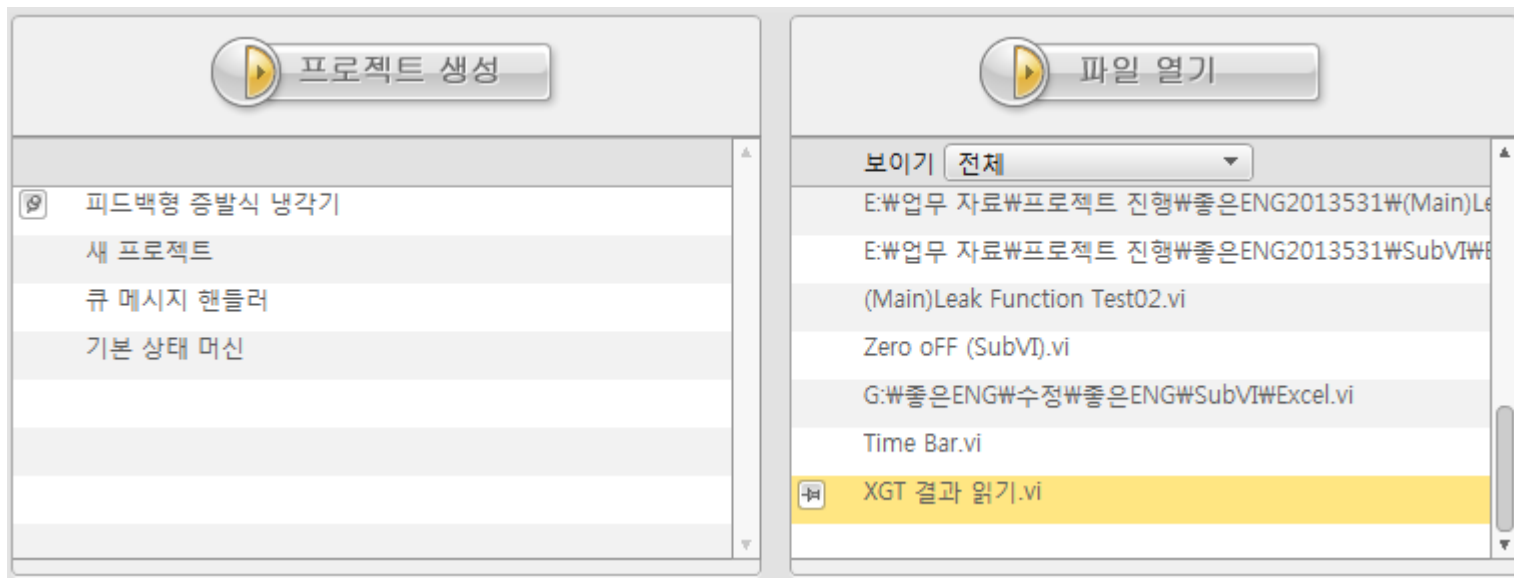 프로젝트 생성
피드백형 증발식 냉각기
새 프로젝트
큐 메시지 핸들러
기본 상태 머신
파일 열기
보이기 전체
E:₩업무 자료₩프로젝트 진행₩좋은ENG2013531₩(Main)Le
E:₩업무 자료₩프로젝트 진행₩좋은ENG2013531₩SubVI₩E
(Main)Leak Function Test02.vi
Zero oFF (SubVI).vi
G:₩좋은ENG₩수정₩좋은ENG₩SubVI₩Excel.vi
Time Bar.vi
XGT 결과 읽기.vi